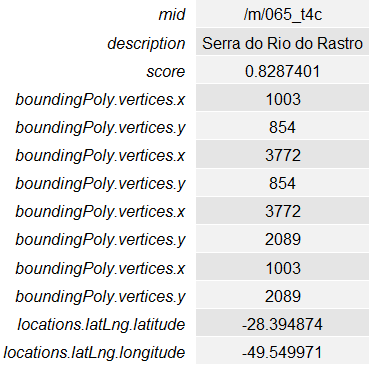 mid /m/065_t4c
description Serra do Rio do Rastro
score 0.8287401
boundingPoly.vertices.x 1003
boundingPoly.vertices.y 854
boundingPoly.vertices.x 3772
boundingPoly.vertices.y 854
boundingPoly.vertices.x 3772
boundingPoly.vertices.y 2089
boundingPoly.vertices.x 1003
boundingPoly.vertices.y 2089
locations.latLng.latitude -28.394874
locations.latLng.longitude -49.549971